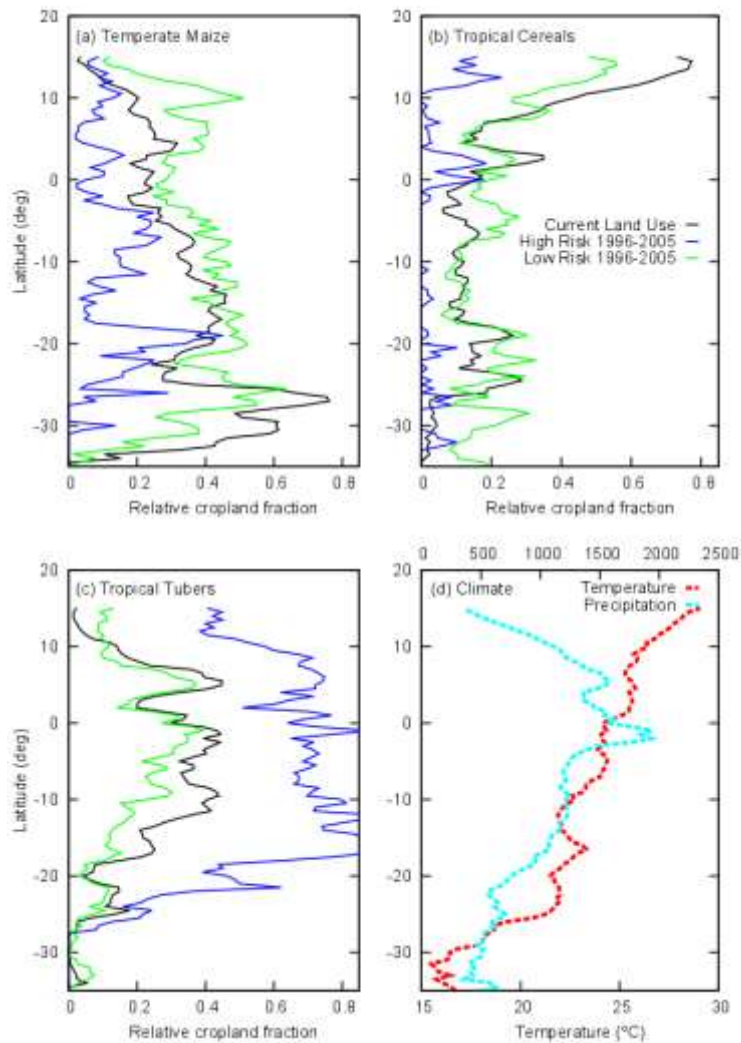 (a) Temperate Maize
20
10
0
-10
-20
-30
Latitude (deg)
0 0.2 0.4 0.6 0.8
Relative cropland fraction
(b) Tropical Cereals
20
10
0
-10
-20
-30
Current Land Use
High Risk 1996-2005
Low Risk 1996-2005
0 0.2 0.4 0.6 0.8
Relative cropland fraction
(c) Tropical Tubers
20
10
0
-10
-20
-30
Latitude (deg)
0 0.2 0.4 0.6 0.8
Relative cropland fraction
0 500 1000 1500 2000 2500
(d) Climate
Temperature
Precipitation
20
10
0
-10
-20
-30
15 20 25 30
Temperature (°C)